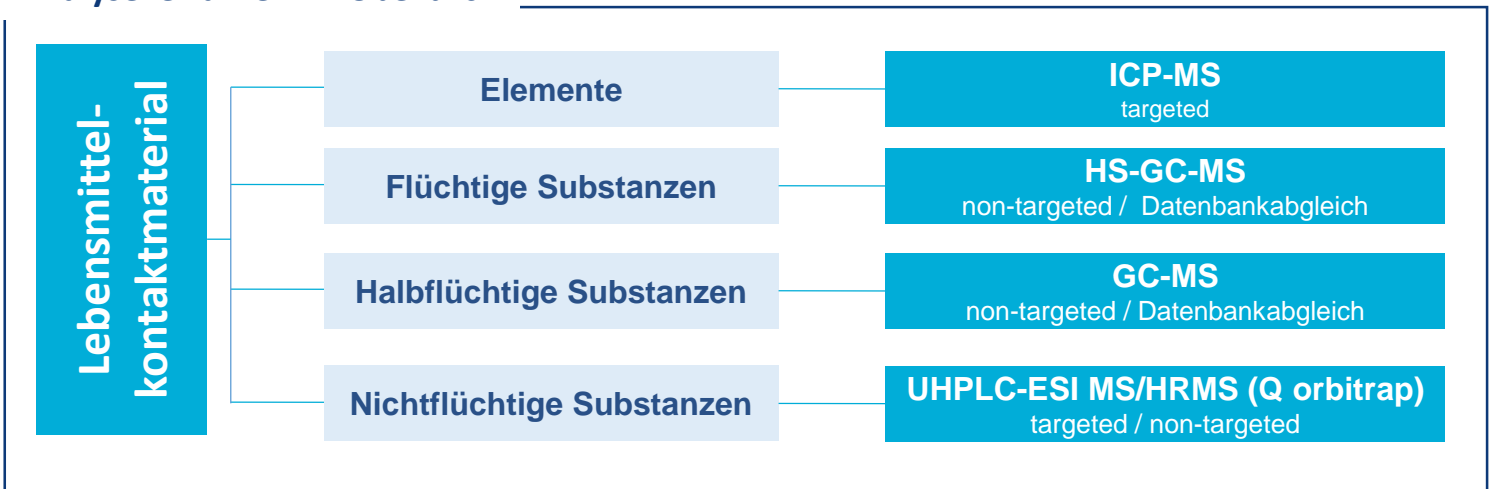 Lebensmittel-
kontaktmaterial
Elemente
ICP-MS
targeted
Flüchtige Substanzen
HS-GC-MS
non-targeted / Datenbankabgleich
Halbflüchtige Substanzen
GC-MS
non-targeted / Datenbankabgleich
Nichtflüchtige Substanzen
UHPLC-ESI MS/HRMS (Q orbitrap)
targeted / non-targeted